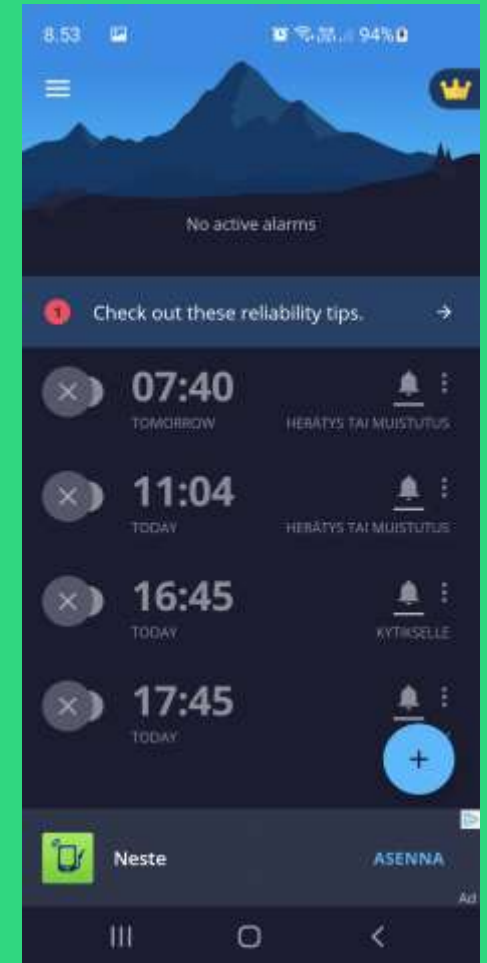 8.53 94%
No active alarms
1 Check out these reliability tips.
07:40
TOMORROW HERÄTYS TAI MUISTUTUS
11:04
TODAY HERÄTYS TAI MUISTUTUS
16:45
TODAY KYTIKSELLE
17:45
TODAY
Neste ASENNA
Ad